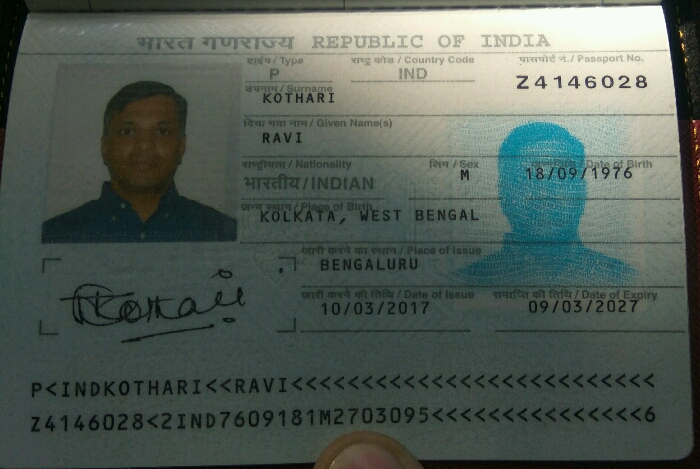 भारत गणराज्य REPUBLIC OF INDIA
टाईप / Type राष्ट्र कोड / Country Code पासपोर्ट नं. / Passport No.
P IND Z4146028
उपनाम / Surname
KOTHARI
दिया गया नाम / Given Name(s)
RAVI
राष्ट्रीयता / Nationality लिंग / Sex जन्मतिथि / Date of Birth
भारतीय / INDIAN M 18/09/1976
जन्म स्थान / Place of Birth
KOLKATA, WEST BENGAL
जारी करने का स्थान / Place of Issue
BENGALURU
जारी करने की तिथि / Date of Issue समाप्ति की तिथि / Date of Expiry
10/03/2017 09/03/2027
P<INDKOTHARI<<RAVI<<<<<<<<<<<<<<<<<<<<<<<<<<
Z4146028<2IND7609181M2703095<<<<<<<<<<<<<<<6